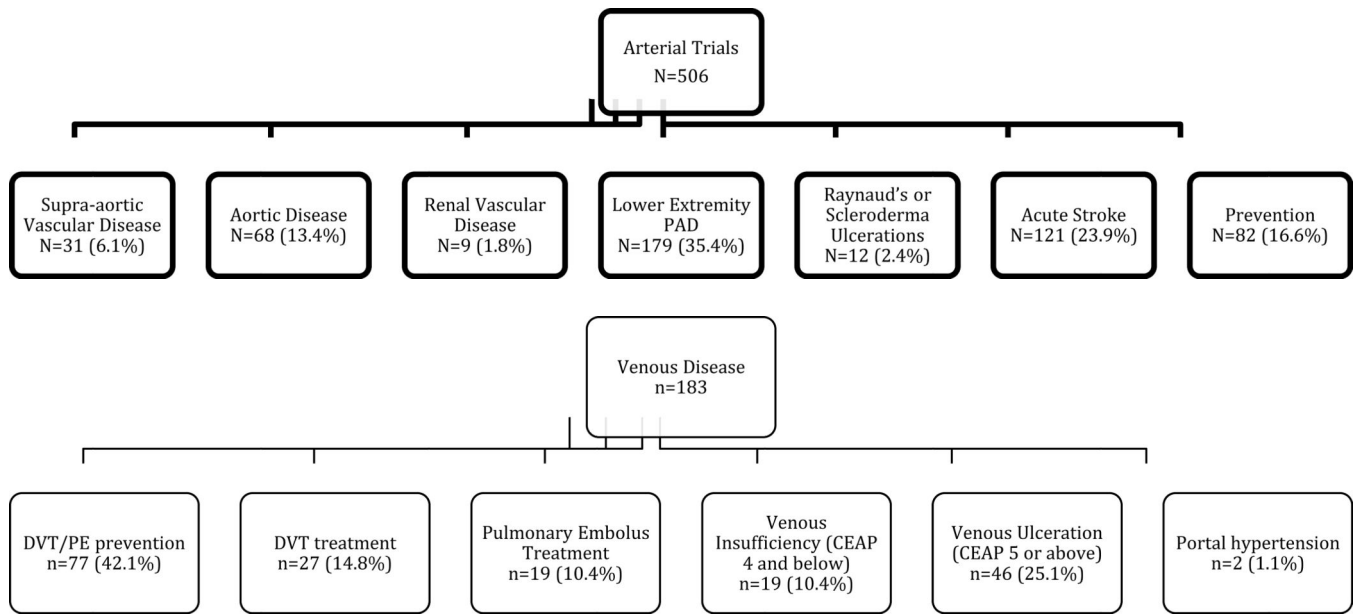 Arterial Trials
N=506
Supra-aortic
Vascular Disease
N=31 (6.1%)
Aortic Disease
N=68 (13.4%)
Renal Vascular
Disease
N=9 (1.8%)
Lower Extremity
PAD
N=179 (35.4%)
Raynaud's or
Scleroderma
Ulcerations
N=12 (2.4%)
Acute Stroke
N=121 (23.9%)
Prevention
N=82 (16.6%)
Venous Disease
n=183
DVT/PE prevention
n=77 (42.1%)
DVT treatment
n=27 (14.8%)
Pulmonary Embolus
Treatment
n=19 (10.4%)
Venous
Insufficiency (CEAP
4 and below)
n=19 (10.4%)
Venous Ulceration
(CEAP 5 or above)
n=46 (25.1%)
Portal hypertension
n=2 (1.1%)